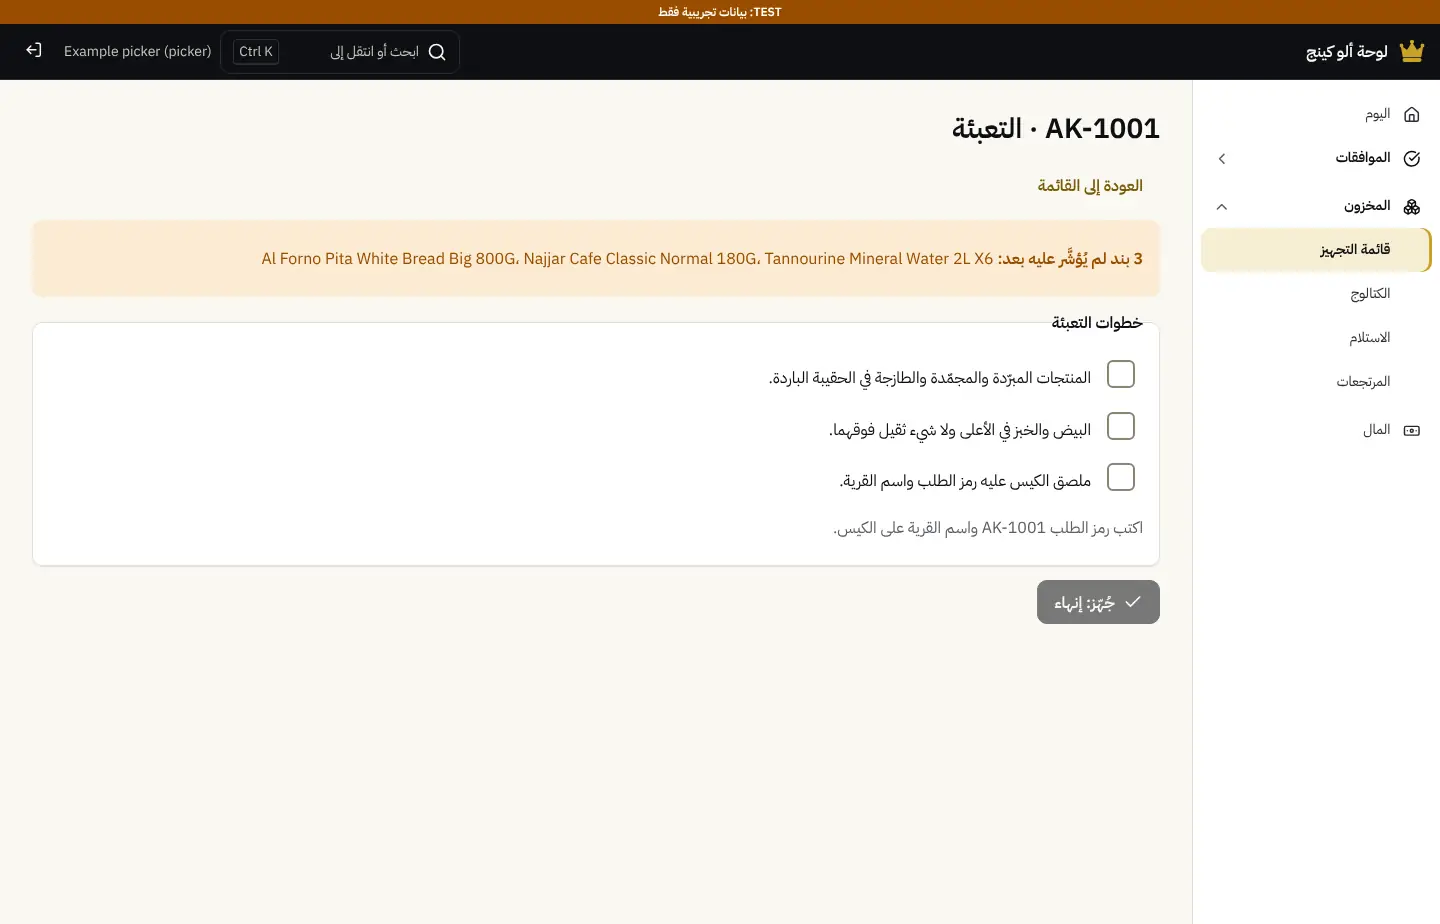 TEST: بيانات تجريبية فقط
لوحة ألو كينج
ابحث أو انتقل إلى
Ctrl K
Example picker (picker)
اليوم
الموافقات
المخزون
قائمة التجهيز
الكتالوج
الاستلام
المرتجعات
المال
AK-1001 · التعبئة
العودة إلى القائمة
3 بند لم يُؤشَّر عليه بعد: Al Forno Pita White Bread Big 800G، Najjar Cafe Classic Normal 180G، Tannourine Mineral Water 2L X6
خطوات التعبئة
المنتجات المبرّدة والمجمّدة والطازجة في الحقيبة الباردة.
البيض والخبز في الأعلى ولا شيء ثقيل فوقهما.
ملصق الكيس عليه رمز الطلب واسم القرية.
اكتب رمز الطلب AK-1001 واسم القرية على الكيس.
جُهّز: إنهاء